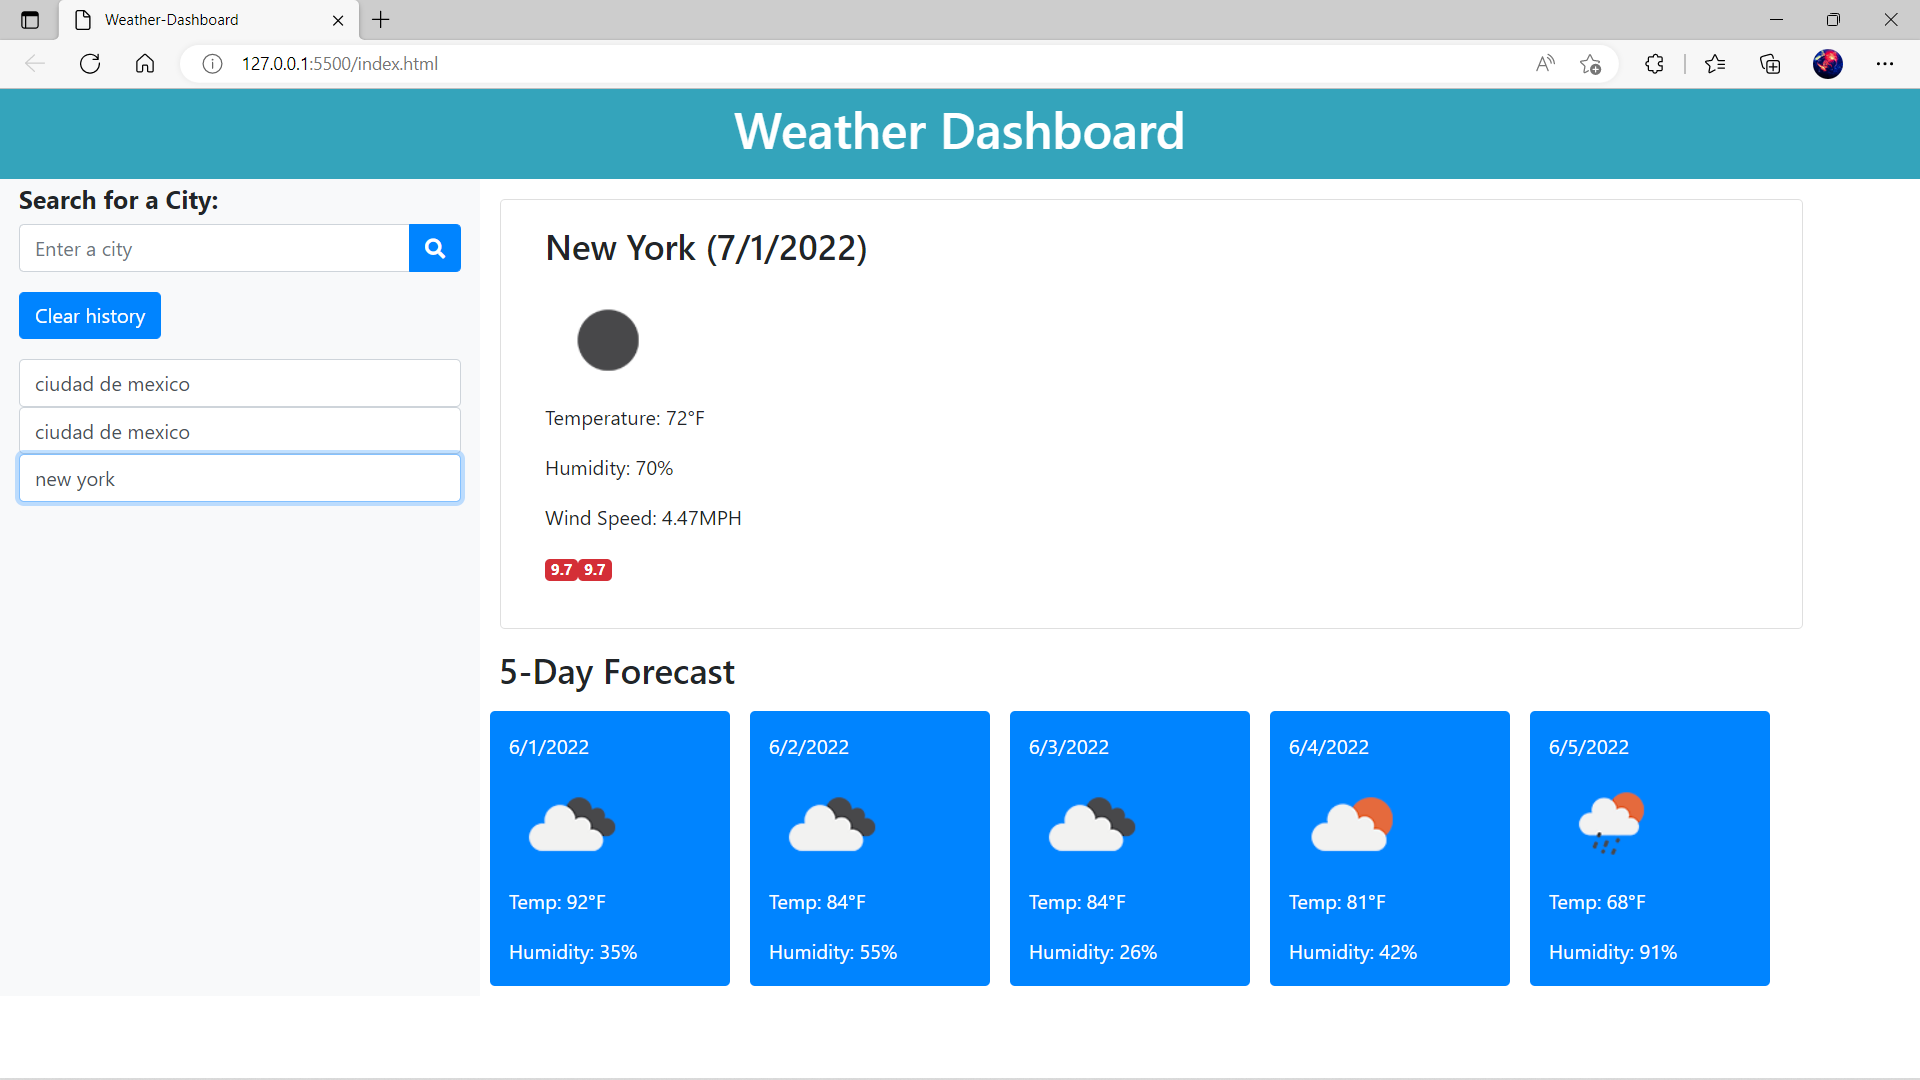 Weather-Dashboard
127.0.0.1:5500/index.html
Weather Dashboard
Search for a City:
Enter a city
Clear history
ciudad de mexico
ciudad de mexico
new york
New York (7/1/2022)
Temperature: 72°F
Humidity: 70%
Wind Speed: 4.47MPH
9.7 9.7
5-Day Forecast
6/1/2022
Temp: 92°F
Humidity: 35%
6/2/2022
Temp: 84°F
Humidity: 55%
6/3/2022
Temp: 84°F
Humidity: 26%
6/4/2022
Temp: 81°F
Humidity: 42%
6/5/2022
Temp: 68°F
Humidity: 91%